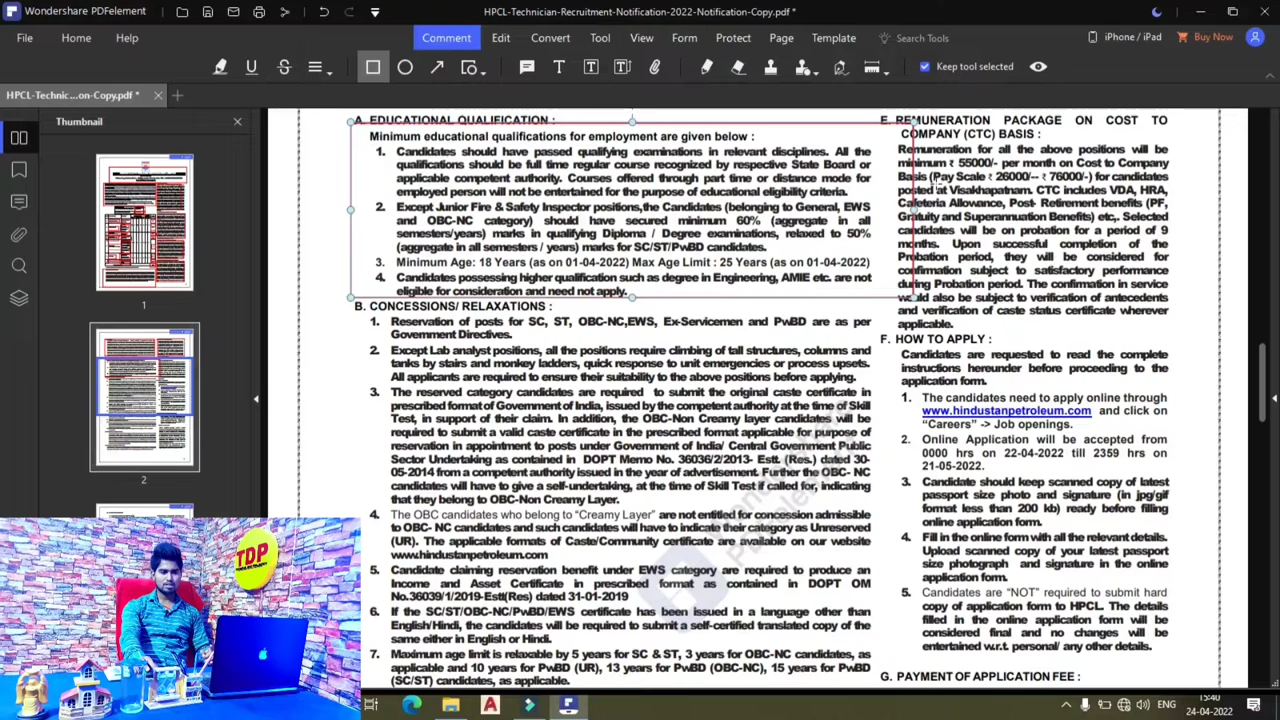 Wondershare PDFelement
HPCL-Technician-Recruitment-Notification-2022-Notification-Copy.pdf *
File Home Help Comment Edit Convert Tool View Form Protect Page Template Search Tools iPhone / iPad Buy Now
Keep tool selected
HPCL-Technic...on-Copy.pdf *
Thumbnail
1
2
A. EDUCATIONAL QUALIFICATION :
Minimum educational qualifications for employment are given below :
1. Candidates should have passed qualifying examinations in relevant disciplines. All the
qualifications should be full time regular course recognized by respective State Board or
applicable competent authority. Courses offered through part time or distance mode for
employed person will not be entertained for the purpose of educational eligibility criteria.
2. Except Junior Fire & Safety Inspector positions,the Candidates (belonging to General, EWS
and OBC-NC category) should have secured minimum 60% (aggregate in all
semesters/years) marks in qualifying Diploma / Degree examinations, relaxed to 50%
(aggregate in all semesters / years) marks for SC/ST/PwBD candidates.
3. Minimum Age: 18 Years (as on 01-04-2022) Max Age Limit : 25 Years (as on 01-04-2022)
4. Candidates possessing higher qualification such as degree in Engineering, AMIE etc. are not
eligible for consideration and need not apply.
B. CONCESSIONS/ RELAXATIONS :
1. Reservation of posts for SC, ST, OBC-NC,EWS, Ex-Servicemen and PwBD are as per
Government Directives.
2. Except Lab analyst positions, all the positions require climbing of tall structures, columns and
tanks by stairs and monkey ladders, quick response to unit emergencies or process upsets.
All applicants are required to ensure their suitability to the above positions before applying.
3. The reserved category candidates are required to submit the original caste certificate in
prescribed format of Government of India, issued by the competent authority at the time of Skill
Test, in support of their claim. In addition, the OBC-Non Creamy layer candidates will be
required to submit a valid caste certificate in the prescribed format applicable for purpose of
reservation in appointment to posts under Government of India/ Central Government Public
Sector Undertaking as contained in DOPT Memo No. 36036/2/2013- Estt. (Res.) dated 30-
05-2014 from a competent authority issued in the year of advertisement. Further the OBC- NC
candidates will have to give a self-undertaking, at the time of Skill Test if called for, indicating
that they belong to OBC-Non Creamy Layer.
4. The OBC candidates who belong to “Creamy Layer” are not entitled for concession admissible
to OBC- NC candidates and such candidates will have to indicate their category as Unreserved
(UR). The applicable formats of Caste/Community certificate are available on our website
www.hindustanpetroleum.com
5. Candidate claiming reservation benefit under EWS category are required to produce an
Income and Asset Certificate in prescribed format as contained in DOPT OM
No.36039/1/2019-Estt(Res) dated 31-01-2019
6. If the SC/ST/OBC-NC/PwBD/EWS certificate has been issued in a language other than
English/Hindi, the candidates will be required to submit a self-certified translated copy of the
same either in English or Hindi.
7. Maximum age limit is relaxable by 5 years for SC & ST, 3 years for OBC-NC candidates, as
applicable and 10 years for PwBD (UR), 13 years for PwBD (OBC-NC), 15 years for PwBD
(SC/ST) candidates, as applicable.
E. REMUNERATION PACKAGE ON COST TO
COMPANY (CTC) BASIS :
Remuneration for all the above positions will be
minimum ₹ 55000/- per month on Cost to Company
Basis (Pay Scale ₹ 26000/-- ₹ 76000/-) for candidates
posted at Visakhapatnam. CTC includes VDA, HRA,
Cafeteria Allowance, Post- Retirement benefits (PF,
Gratuity and Superannuation Benefits) etc,. Selected
candidates will be on probation for a period of 9
months. Upon successful completion of the
Probation period, they will be considered for
confirmation subject to satisfactory performance
during Probation period. The confirmation in service
would also be subject to verification of antecedents
and verification of caste status certificate wherever
applicable.
F. HOW TO APPLY :
Candidates are requested to read the complete
instructions hereunder before proceeding to the
application form.
1. The candidates need to apply online through
www.hindustanpetroleum.com and click on
“Careers” -> Job openings.
2. Online Application will be accepted from
0000 hrs on 22-04-2022 till 2359 hrs on
21-05-2022.
3. Candidate should keep scanned copy of latest
passport size photo and signature (in jpg/gif
format less than 200 kb) ready before filling
online application form.
4. Fill in the online form with all the relevant details.
Upload scanned copy of your latest passport
size photograph and signature in the online
application form.
5. Candidates are “NOT” required to submit hard
copy of application form to HPCL. The details
filled in the online application form will be
considered final and no changes will be
entertained w.r.t. personal/ any other details.
G. PAYMENT OF APPLICATION FEE :
TDP
ENG
15:40
24-04-2022